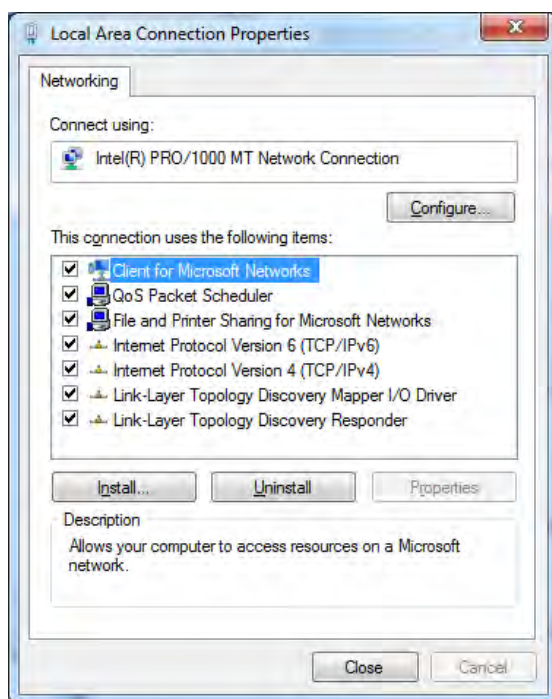 Local Area Connection Properties
Networking
Connect using:
Intel(R) PRO/1000 MT Network Connection
Configure...
This connection uses the following items:
Client for Microsoft Networks
QoS Packet Scheduler
File and Printer Sharing for Microsoft Networks
Internet Protocol Version 6 (TCP/IPv6)
Internet Protocol Version 4 (TCP/IPv4)
Link-Layer Topology Discovery Mapper I/O Driver
Link-Layer Topology Discovery Responder
Install... Uninstall Properties
Description
Allows your computer to access resources on a Microsoft
network.
Close Cancel